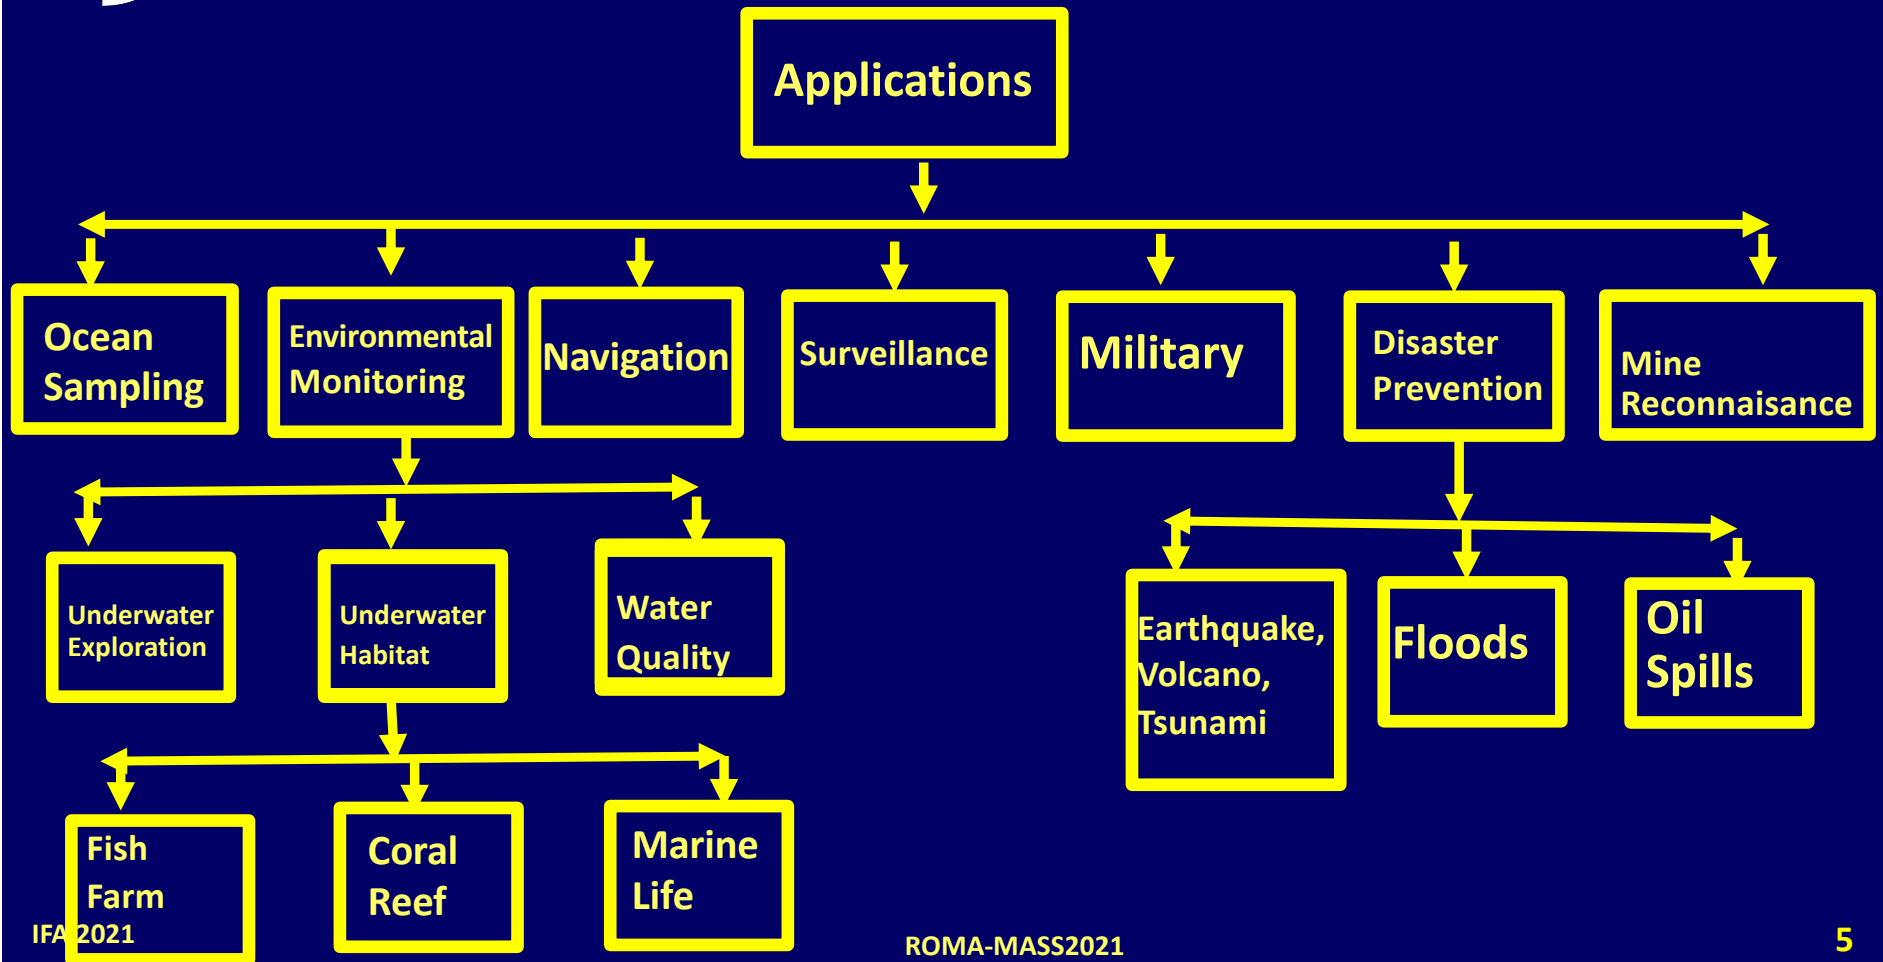 Applications
Ocean
Sampling
Environmental
Monitoring
Navigation
Surveillance
Military
Disaster
Prevention
Mine
Reconnaisance
Underwater
Exploration
Underwater
Habitat
Water
Quality
Earthquake,
Volcano,
Tsunami
Floods
Oil
Spills
Fish
Farm
Coral
Reef
Marine
Life
IFA 2021
ROMA-MASS2021
5